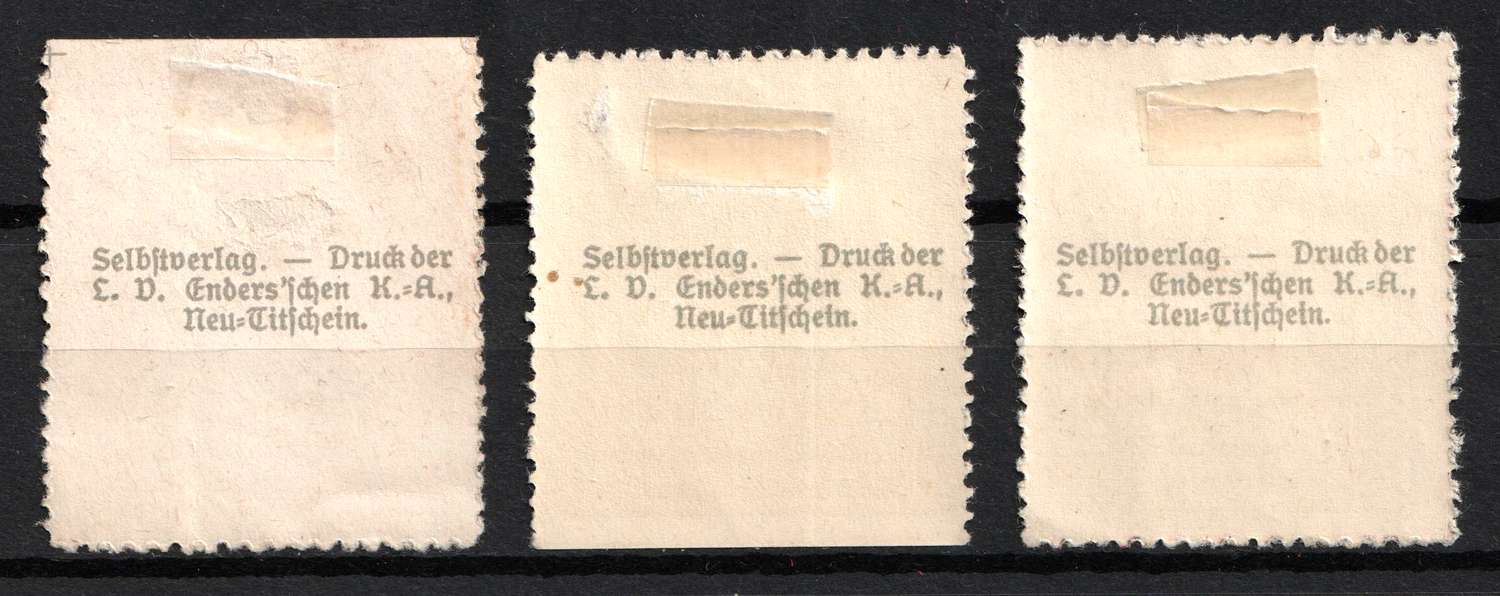 Selbstverlag. — Druck der
L. V. Enders'schen K.=A.,
Neu=Titschein.
Selbstverlag. — Druck der
L. V. Enders'schen K.=A.,
Neu=Titschein.
Selbstverlag. — Druck der
L. V. Enders'schen K.=A.,
Neu=Titschein.